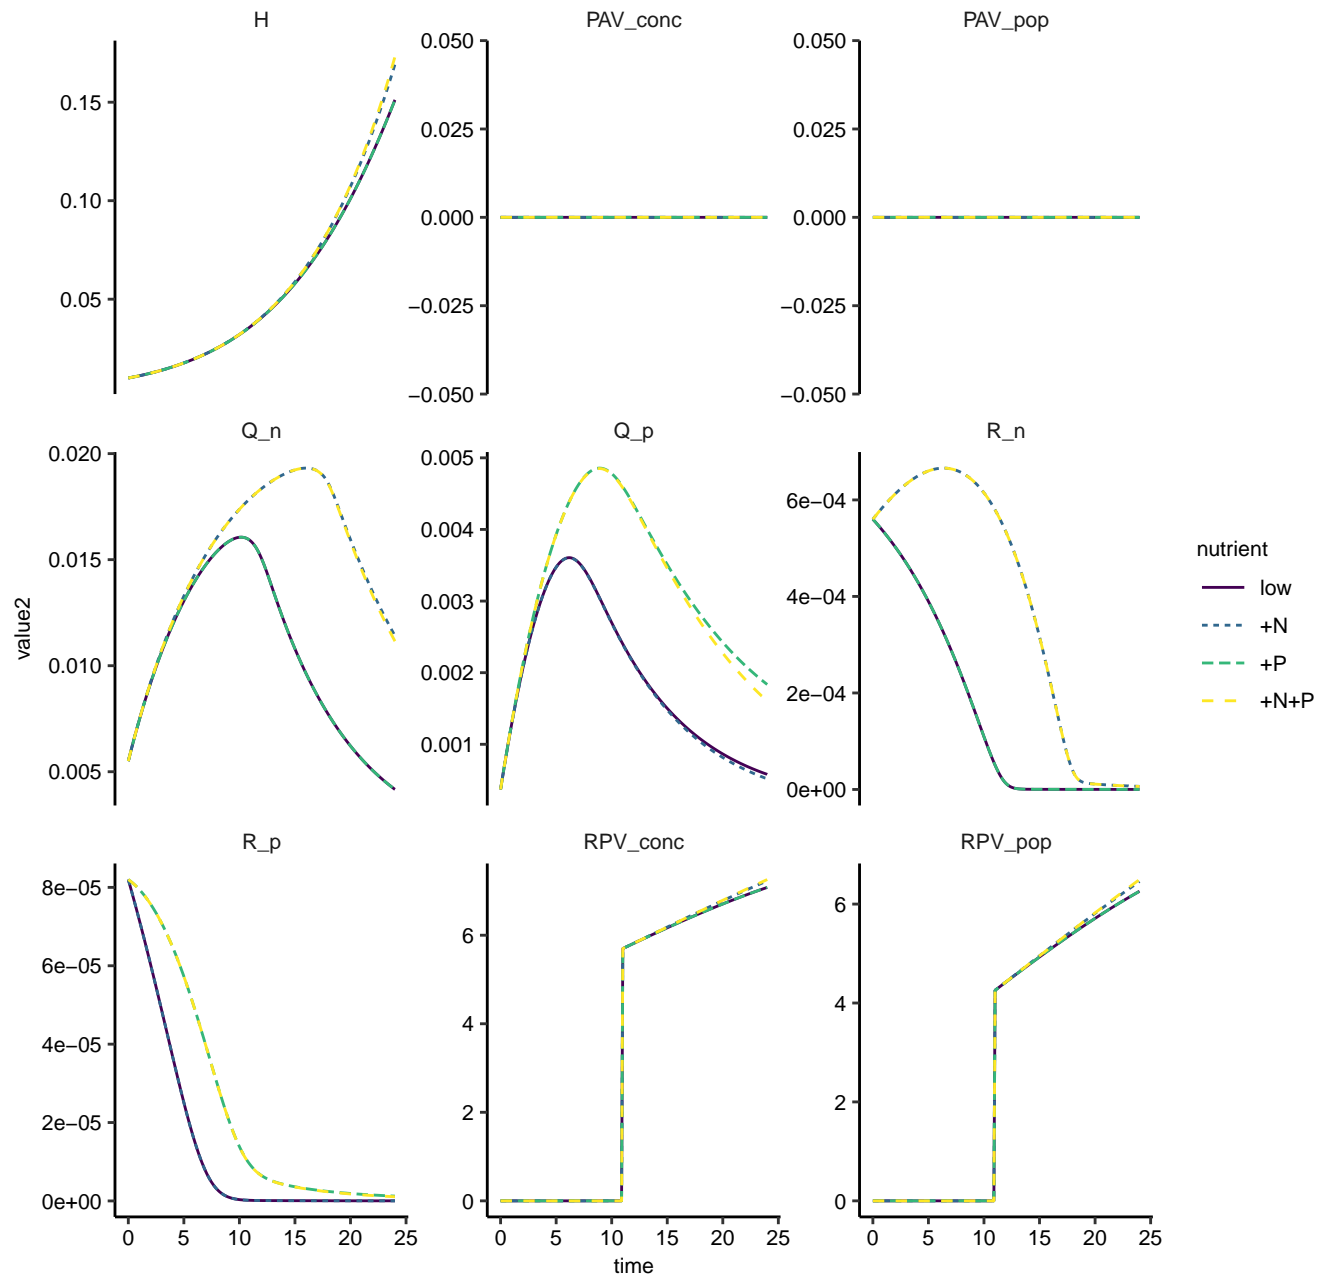 H
PAV_conc
PAV_pop
0.15
0.10
0.05
0.050
0.025
0.000
−0.025
−0.050
0.050
0.025
0.000
−0.025
−0.050
Q_n
Q_p
R_n
0.020
0.015
0.010
0.005
0.005
0.004
0.003
0.002
0.001
6e−04
4e−04
2e−04
0e+00
R_p
RPV_conc
RPV_pop
8e−05
6e−05
4e−05
2e−05
0e+00
6
4
2
0
6
4
2
0
0 5 10 15 20 25
0 5 10 15 20 25
0 5 10 15 20 25
time
value2
nutrient
low
+N
+P
+N+P